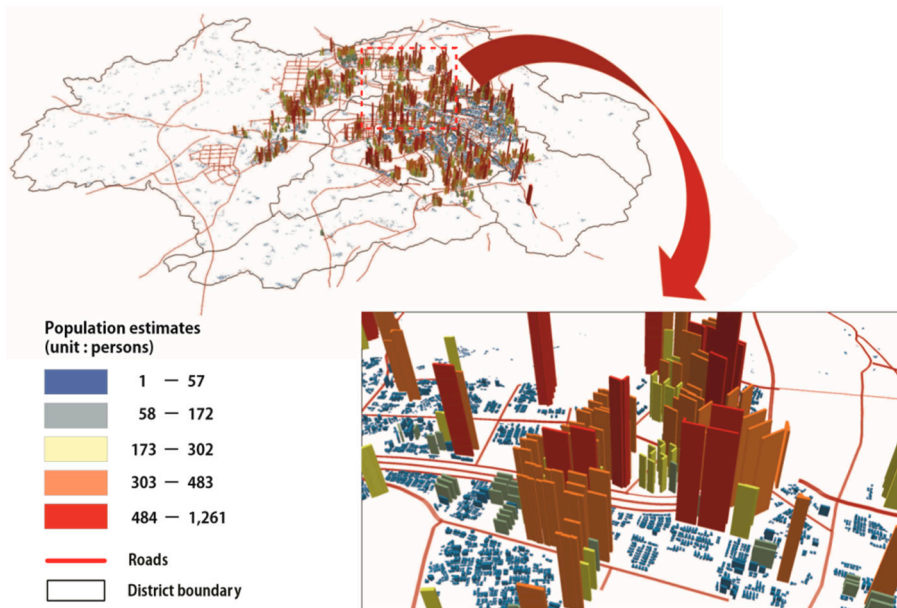 Population estimates
(unit : persons)
1 — 57
58 — 172
173 — 302
303 — 483
484 — 1,261
Roads
District boundary